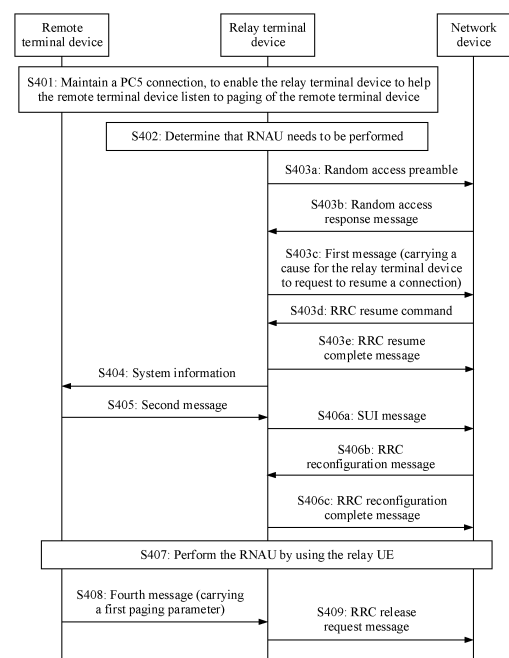 Remote
terminal device
Relay terminal
device
Network
device
S401: Maintain a PC5 connection, to enable the relay terminal device to help
the remote terminal device listen to paging of the remote terminal device
S402: Determine that RNAU needs to be performed
S403a: Random access preamble
S403b: Random access
response message
S403c: First message (carrying a
cause for the relay terminal device
to request to resume a connection)
S403d: RRC resume command
S403e: RRC resume
complete message
S404: System information
S405: Second message
S406a: SUI message
S406b: RRC
reconfiguration message
S406c: RRC reconfiguration
complete message
S407: Perform the RNAU by using the relay UE
S408: Fourth message (carrying
a first paging parameter)
S409: RRC release
request message